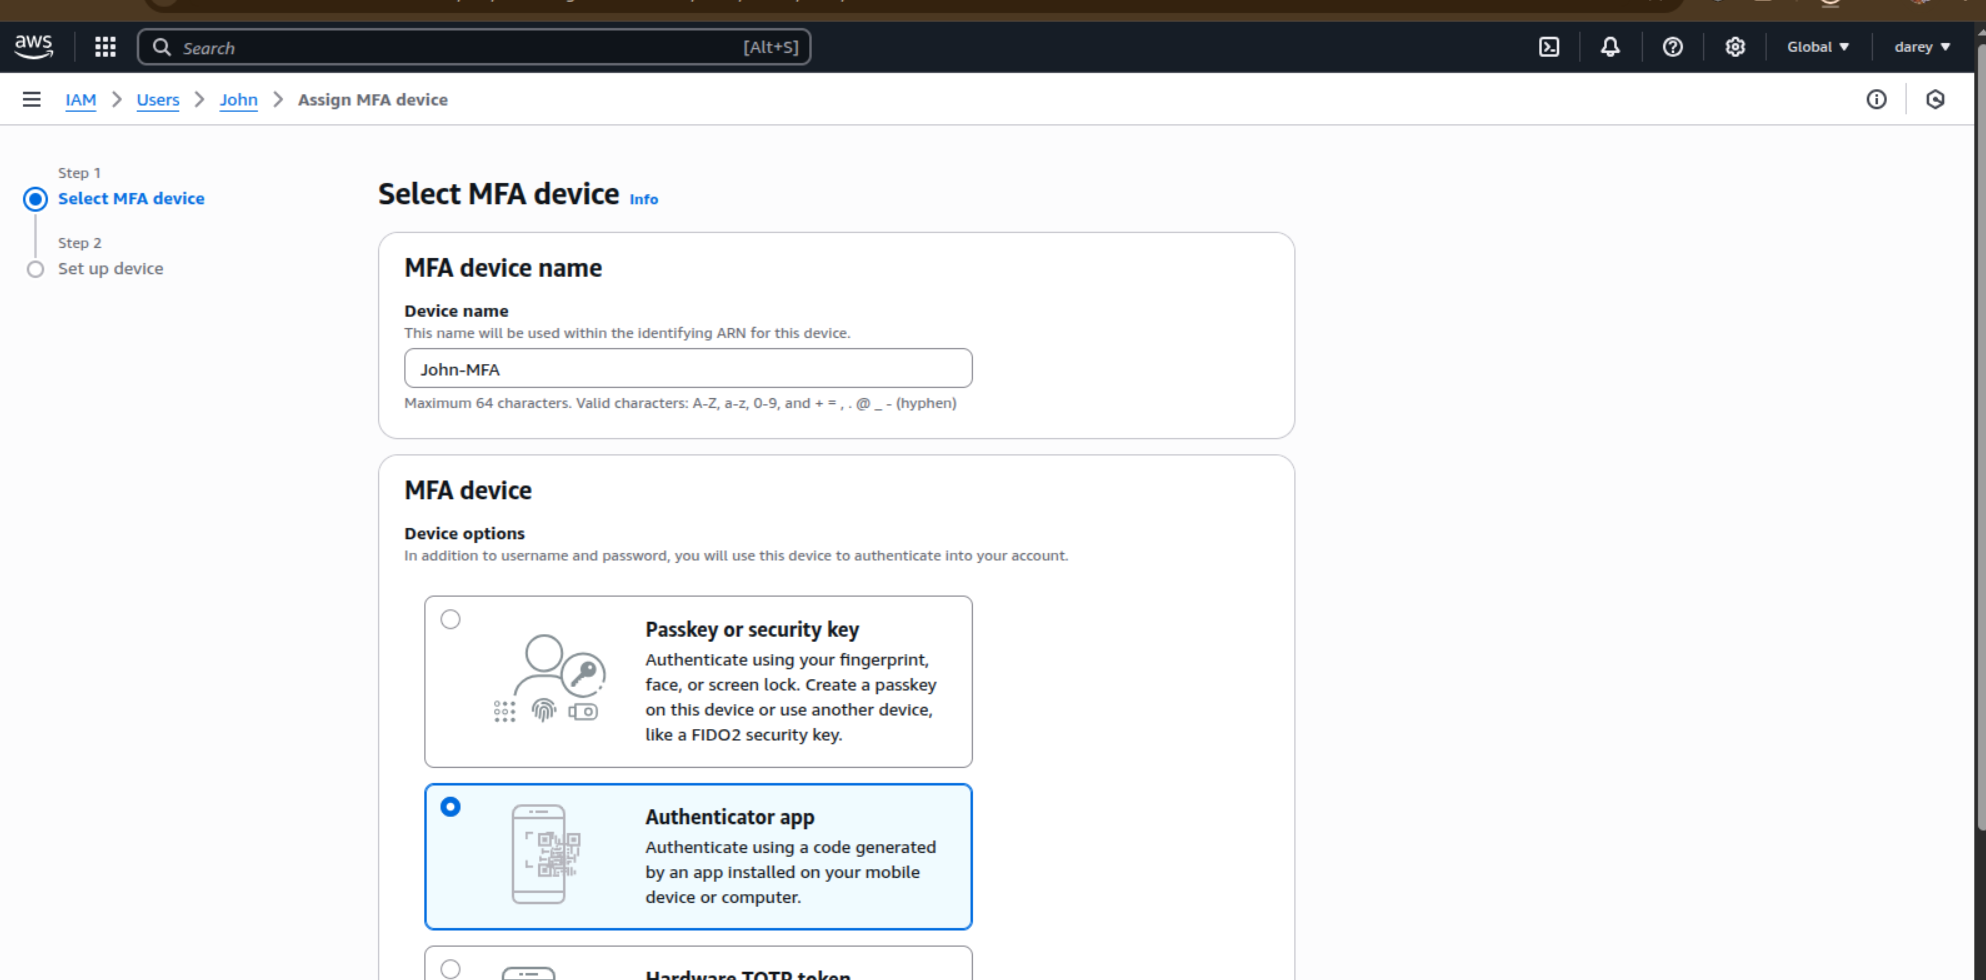 aws
Search [Alt+S]
Global
darey
IAM > Users > John > Assign MFA device
Step 1
Select MFA device
Step 2
Set up device
Select MFA device Info
MFA device name
Device name
This name will be used within the identifying ARN for this device.
John-MFA
Maximum 64 characters. Valid characters: A-Z, a-z, 0-9, and + = , . @ _ - (hyphen)
MFA device
Device options
In addition to username and password, you will use this device to authenticate into your account.
Passkey or security key
Authenticate using your fingerprint,
face, or screen lock. Create a passkey
on this device or use another device,
like a FIDO2 security key.
Authenticator app
Authenticate using a code generated
by an app installed on your mobile
device or computer.
Hardware TOTP token